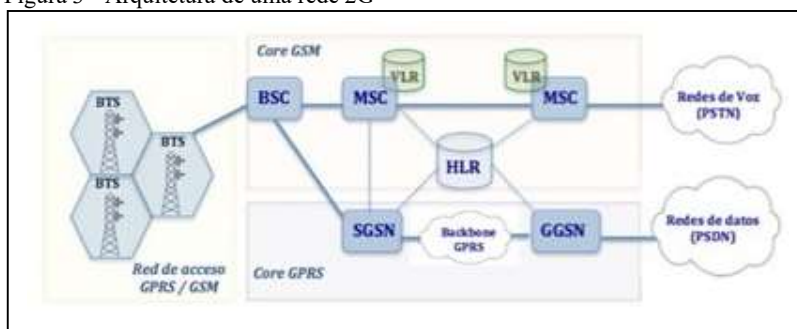 Figura 3 - Arquitetura de uma rede 2G
Core GSM
VLR
VLR
BTS
BSC
MSC
MSC
Redes de Voz
(PSTN)
BTS
HLR
BTS
SGSN
Backbone
GPRS
GGSN
Redes de datos
(PSDN)
Red de acceso
GPRS / GSM
Core GPRS